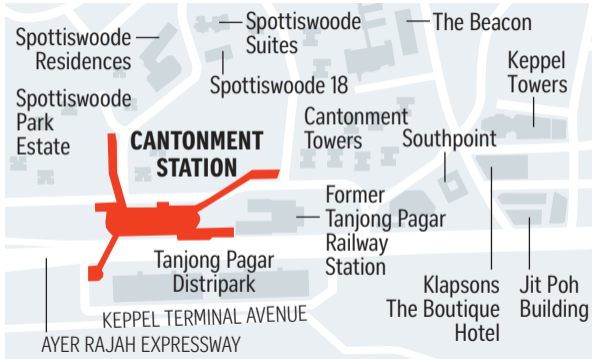 Spottiswoode
Residences
Spottiswoode
Suites
The Beacon
Spottiswoode 18
Keppel
Towers
Spottiswoode
Park
Estate
CANTONMENT
STATION
Cantonment
Towers
Southpoint
Former
Tanjong Pagar
Railway
Station
Tanjong Pagar
Distripark
Klapsons
The Boutique
Hotel
Jit Poh
Building
KEPPEL TERMINAL AVENUE
AYER RAJAH EXPRESSWAY